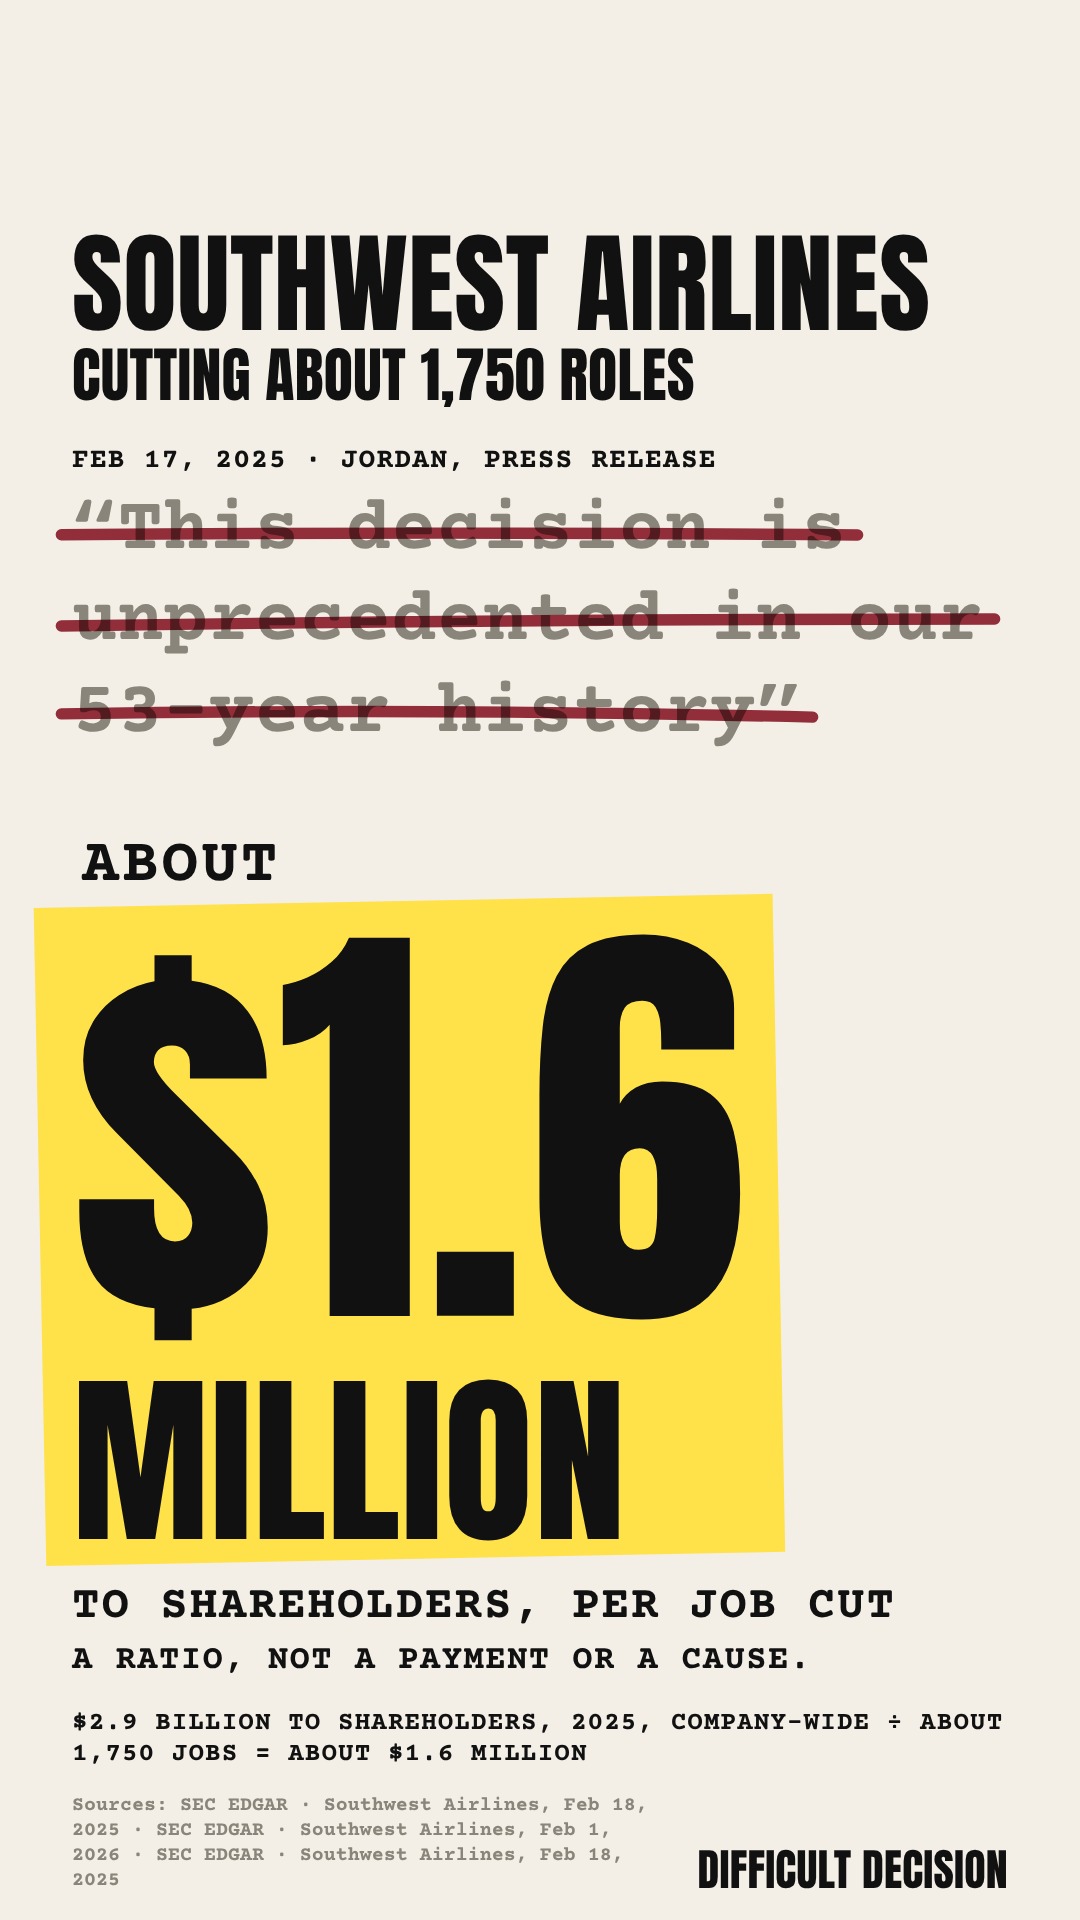 SOUTHWEST AIRLINES
CUTTING ABOUT 1,750 ROLES
FEB 17, 2025 · JORDAN, PRESS RELEASE
“This decision is
unprecedented in our
53-year history”
ABOUT
$1.6
MILLION
TO SHAREHOLDERS, PER JOB CUT
A RATIO, NOT A PAYMENT OR A CAUSE.
$2.9 BILLION TO SHAREHOLDERS, 2025, COMPANY-WIDE ÷ ABOUT
1,750 JOBS = ABOUT $1.6 MILLION
Sources: SEC EDGAR · Southwest Airlines, Feb 18,
2025 · SEC EDGAR · Southwest Airlines, Feb 1,
2026 · SEC EDGAR · Southwest Airlines, Feb 18,
2025
DIFFICULT DECISION